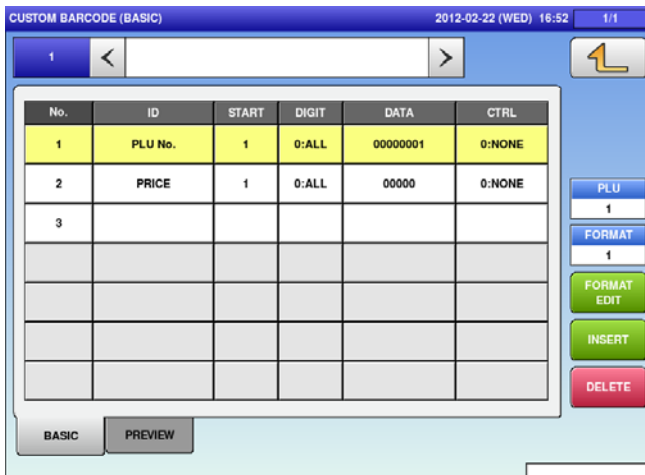 CUSTOM BARCODE (BASIC) 2012-02-22 (WED) 16:52 1/1
1 < >
No. ID START DIGIT DATA CTRL
1 PLU No. 1 0:ALL 00000001 0:NONE
2 PRICE 1 0:ALL 00000 0:NONE
3
PLU
1
FORMAT
1
FORMAT
EDIT
INSERT
DELETE
BASIC PREVIEW